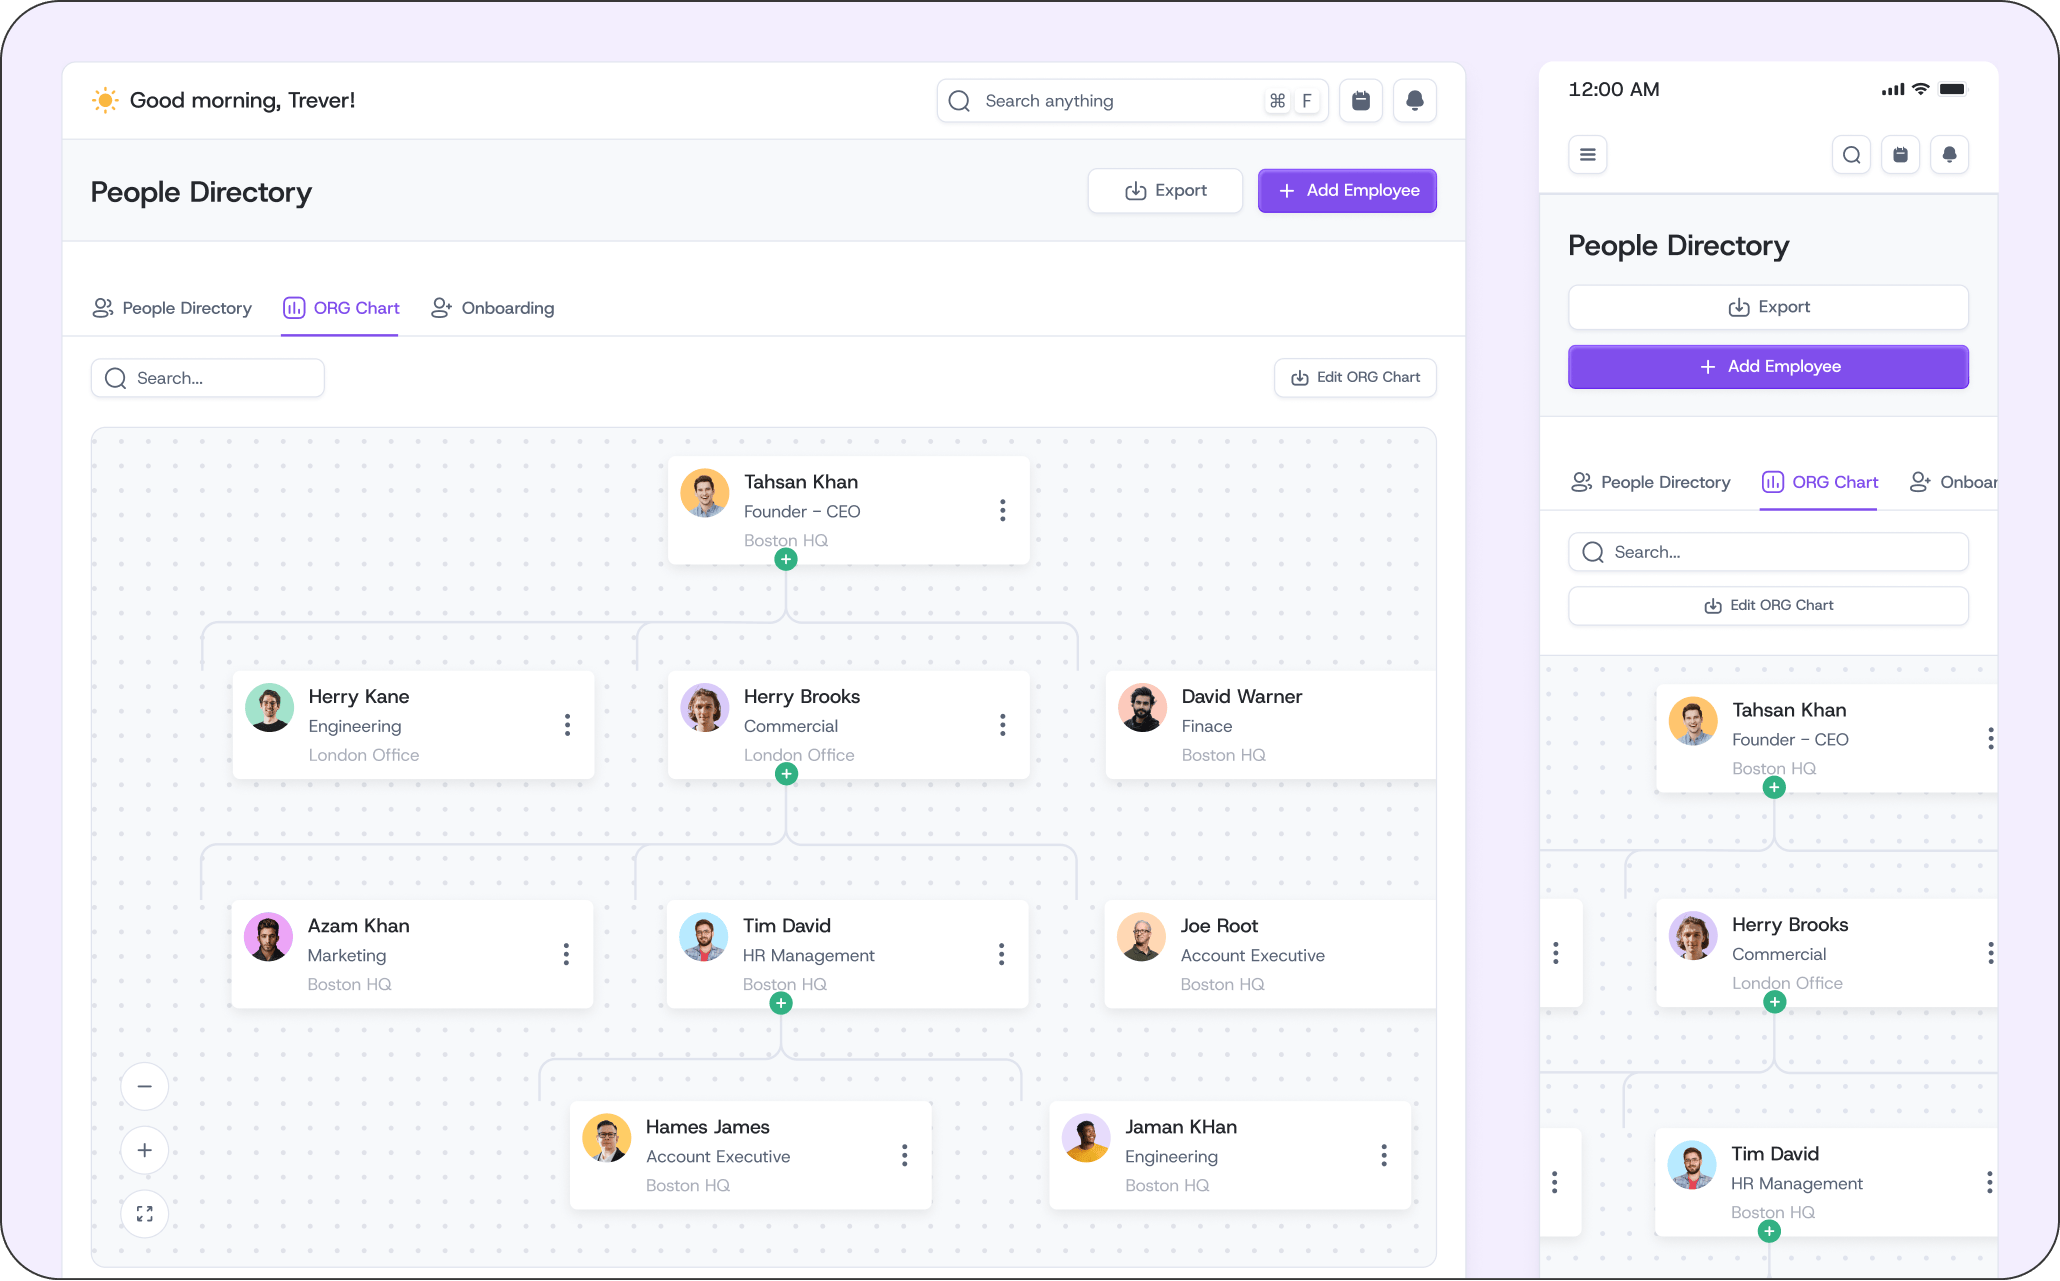 Good morning, Trever!
Search anything
⌘ F
People Directory
Export
+ Add Employee
People Directory
ORG Chart
Onboarding
Search...
Edit ORG Chart
Tahsan Khan
Founder - CEO
Boston HQ
Herry Kane
Engineering
London Office
Herry Brooks
Commercial
London Office
David Warner
Finace
Boston HQ
Azam Khan
Marketing
Boston HQ
Tim David
HR Management
Boston HQ
Joe Root
Account Executive
Boston HQ
Hames James
Account Executive
Boston HQ
Jaman KHan
Engineering
Boston HQ
12:00 AM
People Directory
Export
+ Add Employee
People Directory
ORG Chart
Onboar
Search...
Edit ORG Chart
Tahsan Khan
Founder - CEO
Boston HQ
Herry Brooks
Commercial
London Office
Tim David
HR Management
Boston HQ